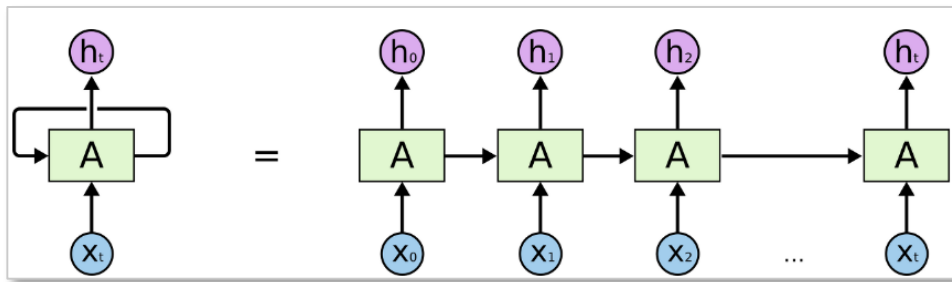 hₜ h₀ h₁ h₂ hₜ
A = A A A A
xₜ x₀ x₁ x₂ ... xₜ